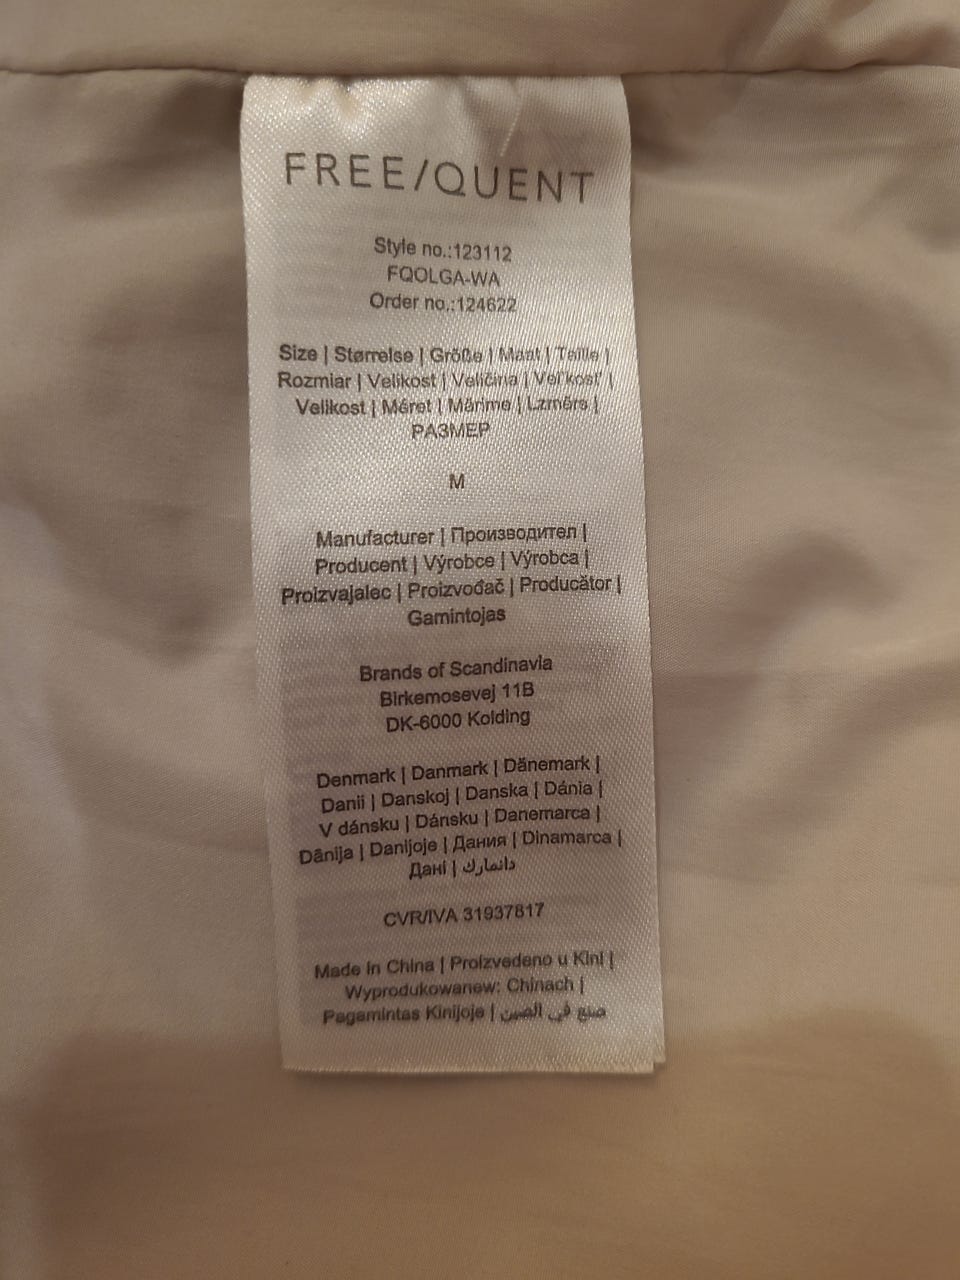 FREE/QUENT
Style no.:123112
FQOLGA-WA
Order no.:124622
Size | Størrelse | Größe | Maat | Taille |
Rozmiar | Velikost | Veličina | Veľkosť |
Velikost | Méret | Mărime | Lzmērs |
РАЗМЕР
M
Manufacturer | Производител |
Producent | Výrobce | Výrobca |
Proizvajalec | Proizvođač | Producător |
Gamintojas
Brands of Scandinavia
Birkemosevej 11B
DK-6000 Kolding
Denmark | Danmark | Dänemark |
Danii | Danskoj | Danska | Dánia |
V dánsku | Dánsku | Danemarca |
Dānija | Danijoje | Дания | Dinamarca |
Дані | دانمارك
CVR/IVA 31937817
Made in China | Proizvedeno u Kini |
Wyprodukowanew: Chinach |
Pagamintas Kinijoje | صنع في الصين